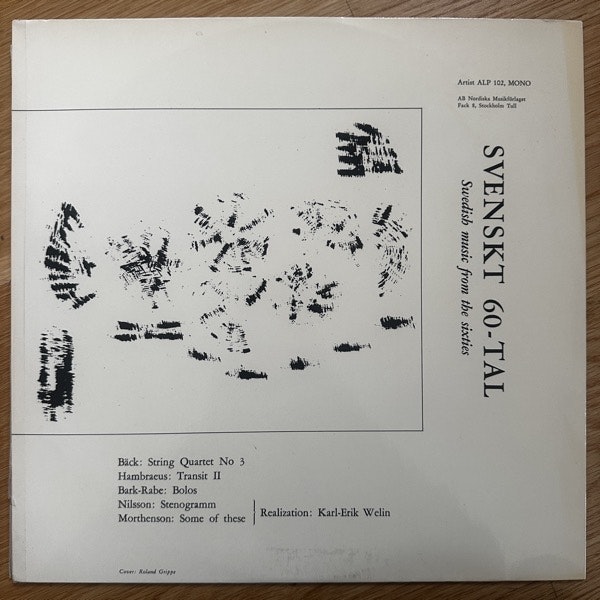 Artist ALP 102, MONO
AB Nordiska Musikförlaget
Fack 8, Stockholm Tull
SVENSKT 60-TAL
Swedish music from the sixties
Bäck: String Quartet No 3
Hambraeus: Transit II
Bark-Rabe: Bolos
Nilsson: Stenogramm
Morthenson: Some of these
Realization: Karl-Erik Welin
Cover: Roland Grippe